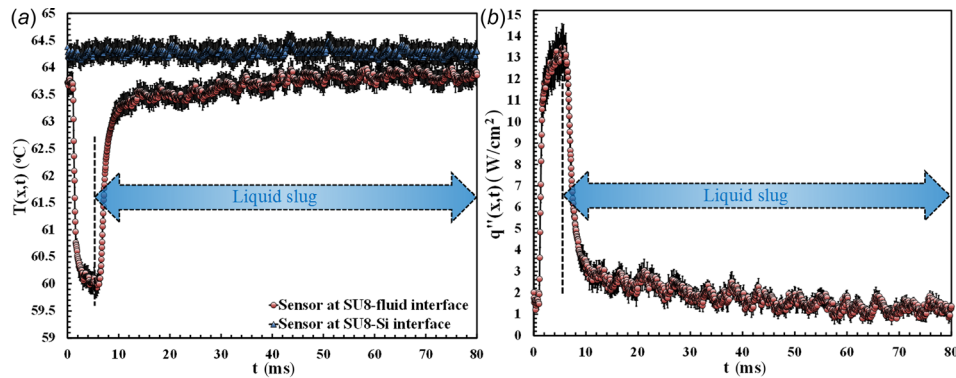 (a)
T(x,t) (°C)
65
64.5
64
63.5
63
62.5
62
61.5
61
60.5
60
59.5
59
Liquid slug
Sensor at SU8-fluid interface
Sensor at SU8-Si interface
0 10 20 30 40 50 60 70 80
t (ms)
(b)
q''(x,t) (W/cm²)
15
14
13
12
11
10
9
8
7
6
5
4
3
2
1
0
Liquid slug
0 10 20 30 40 50 60 70 80
t (ms)